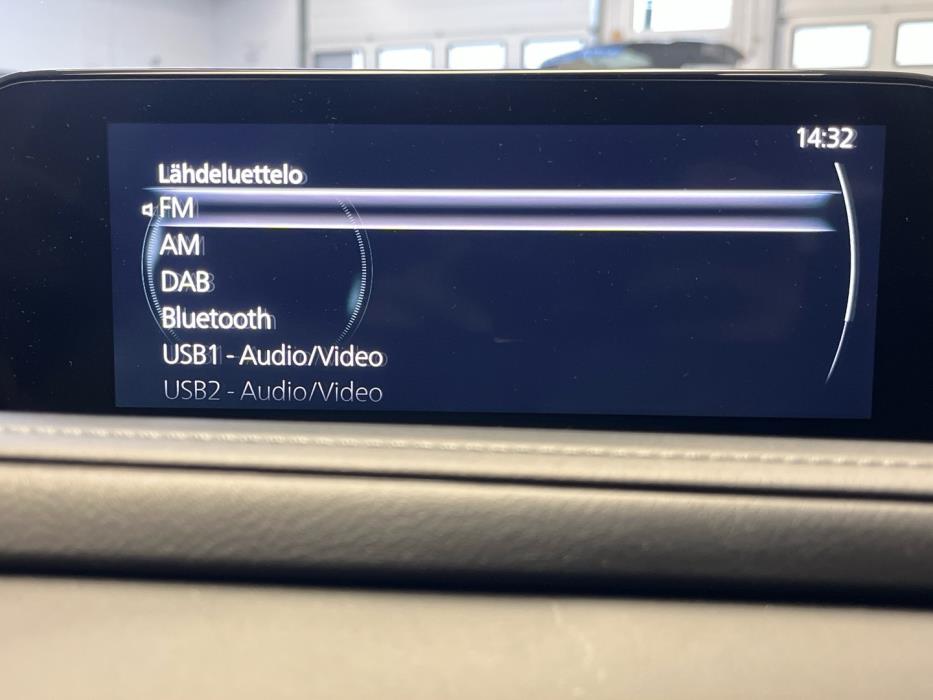 14:32
Lähdeluettelo
FM
AM
DAB
Bluetooth
USB1 - Audio/Video
USB2 - Audio/Video